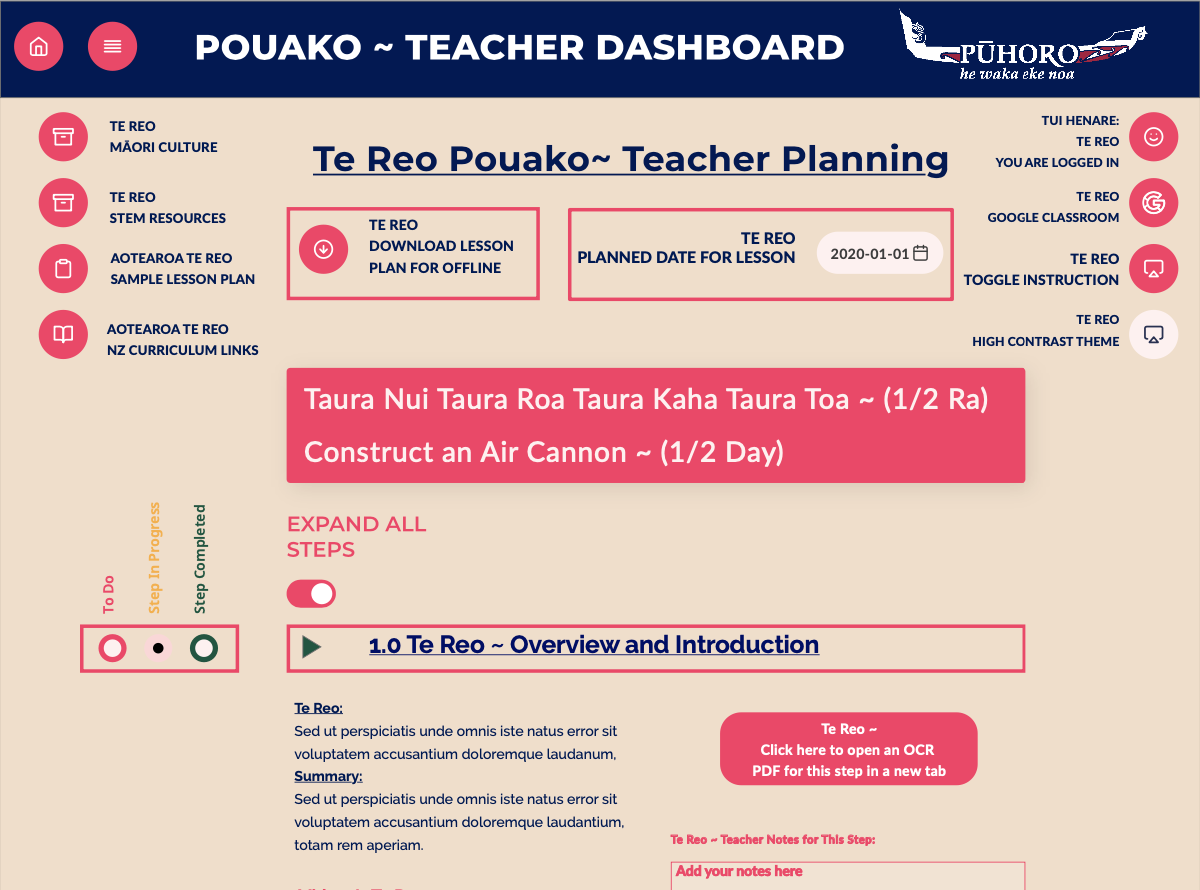 POUAKO ~ TEACHER DASHBOARD
PŪHORO
he waka eke noa
TE REO
MĀORI CULTURE
TE REO
STEM RESOURCES
AOTEAROA TE REO
SAMPLE LESSON PLAN
AOTEAROA TE REO
NZ CURRICULUM LINKS
Te Reo Pouako~ Teacher Planning
TE REO
DOWNLOAD LESSON
PLAN FOR OFFLINE
TE REO
PLANNED DATE FOR LESSON
2020-01-01
TUI HENARE:
TE REO
YOU ARE LOGGED IN
TE REO
GOOGLE CLASSROOM
TE REO
TOGGLE INSTRUCTION
TE REO
HIGH CONTRAST THEME
Taura Nui Taura Roa Taura Kaha Taura Toa ~ (1/2 Ra)
Construct an Air Cannon ~ (1/2 Day)
EXPAND ALL
STEPS
To Do
Step In Progress
Step Completed
1.0 Te Reo ~ Overview and Introduction
Te Reo:
Sed ut perspiciatis unde omnis iste natus error sit
voluptatem accusantium doloremque laudanum,
Summary:
Sed ut perspiciatis unde omnis iste natus error sit
voluptatem accusantium doloremque laudantium,
totam rem aperiam.
Te Reo ~
Click here to open an OCR
PDF for this step in a new tab
Te Reo ~ Teacher Notes for This Step:
Add your notes here